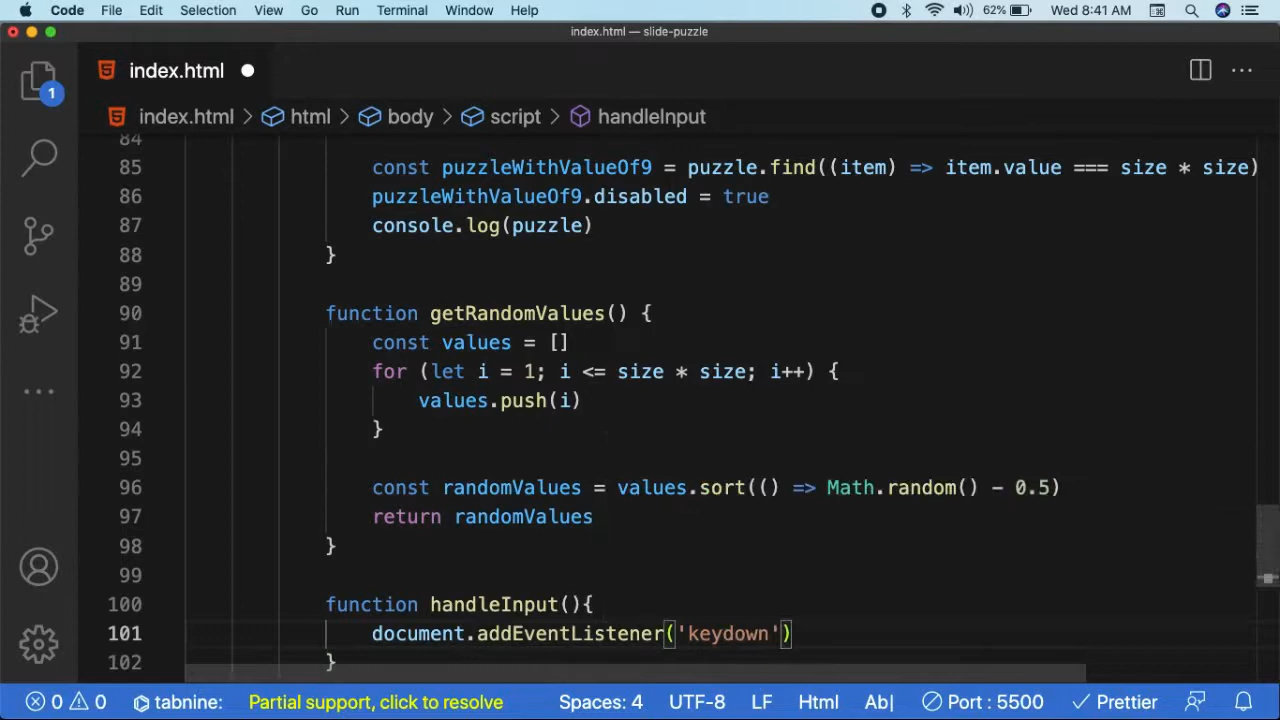 Code File Edit Selection View Go Run Terminal Window Help 62% Wed 8:41 AM
index.html — slide-puzzle
index.html
1
index.html > html > body > script > handleInput
84
85 const puzzleWithValueOf9 = puzzle.find((item) => item.value === size * size)
86 puzzleWithValueOf9.disabled = true
87 console.log(puzzle)
88 }
89
90 function getRandomValues() {
91 const values = []
92 for (let i = 1; i <= size * size; i++) {
93 values.push(i)
94 }
95
96 const randomValues = values.sort(() => Math.random() - 0.5)
97 return randomValues
98 }
99
100 function handleInput(){
101 document.addEventListener('keydown')
102 }
0 0 tabnine: Partial support, click to resolve Spaces: 4 UTF-8 LF Html Ab| Port : 5500 Prettier